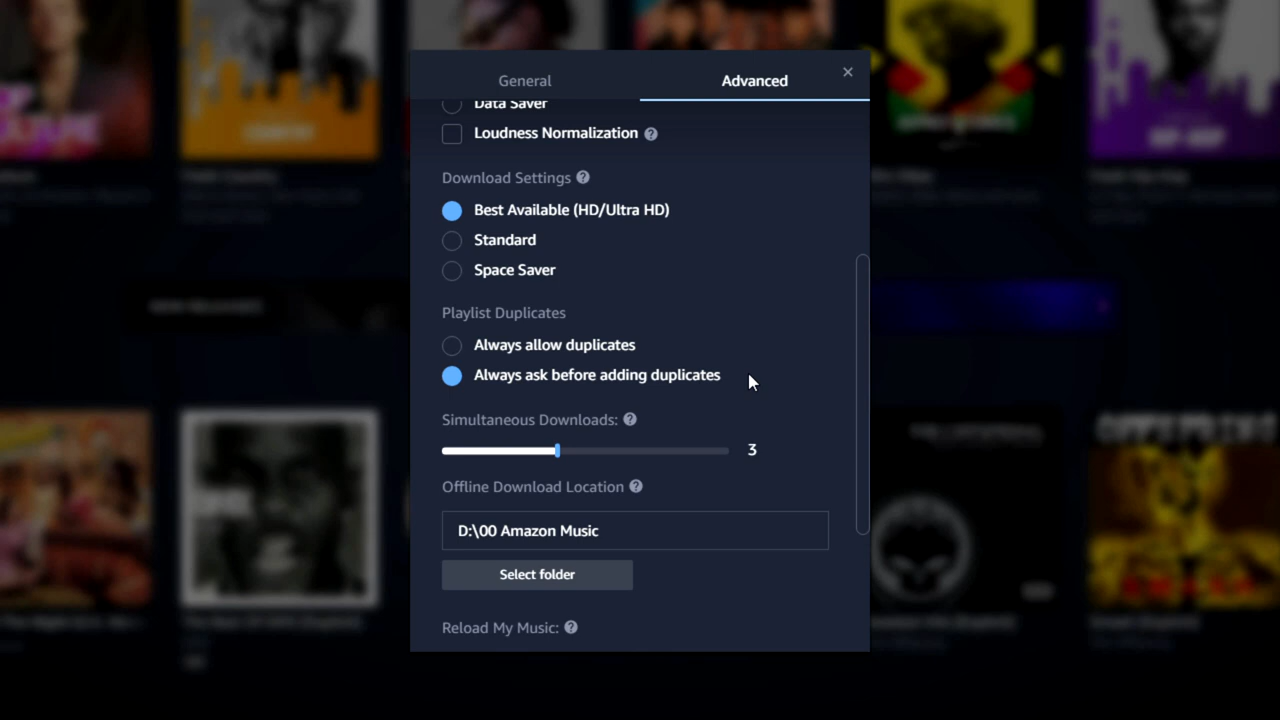 General
Advanced
Data Saver
Loudness Normalization
Download Settings
Best Available (HD/Ultra HD)
Standard
Space Saver
Playlist Duplicates
Always allow duplicates
Always ask before adding duplicates
Simultaneous Downloads:
3
Offline Download Location
D:\00 Amazon Music
Select folder
Reload My Music: